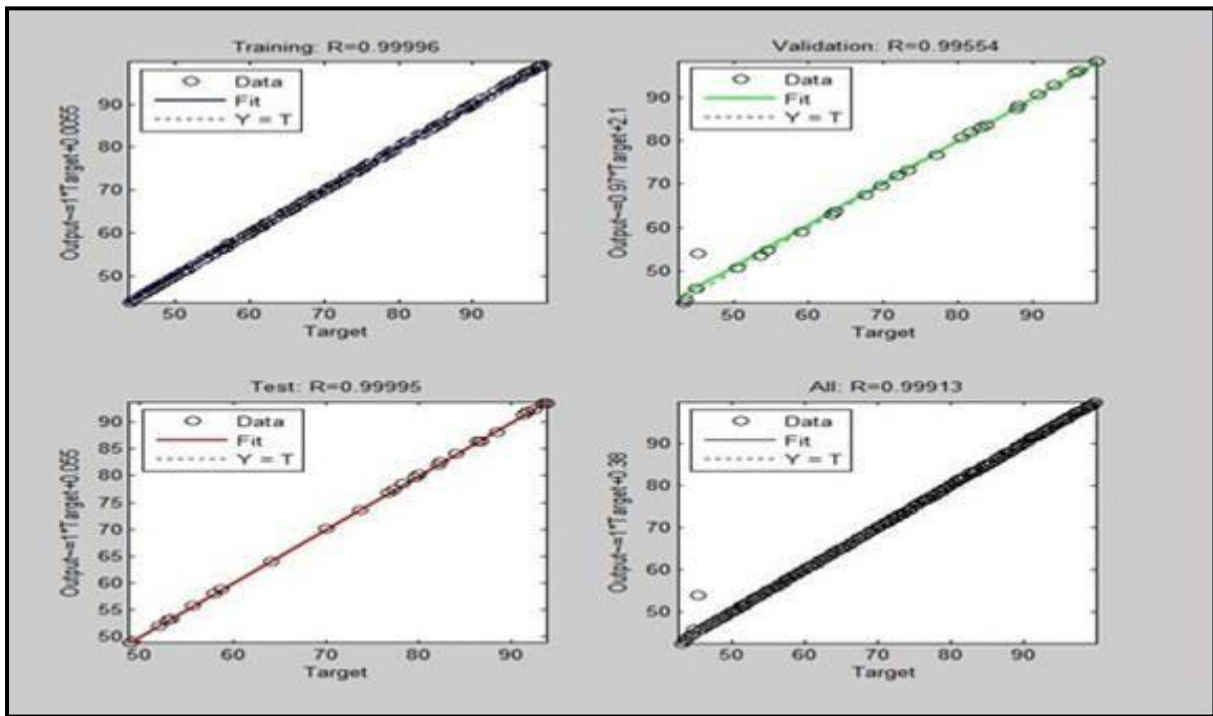 Training: R=0.99996
Data
Fit
Y = T
Output~=1*Target+0.0055
90
80
70
60
50
50 60 70 80 90
Target
Validation: R=0.99554
Data
Fit
Y = T
Output~=0.97*Target+2.1
90
80
70
60
50
50 60 70 80 90
Target
Test: R=0.99995
Data
Fit
Y = T
Output~=1*Target+0.055
90
85
80
75
70
65
60
55
50
50 60 70 80 90
Target
All: R=0.99913
Data
Fit
Y = T
Output~=1*Target+0.38
90
80
70
60
50
50 60 70 80 90
Target